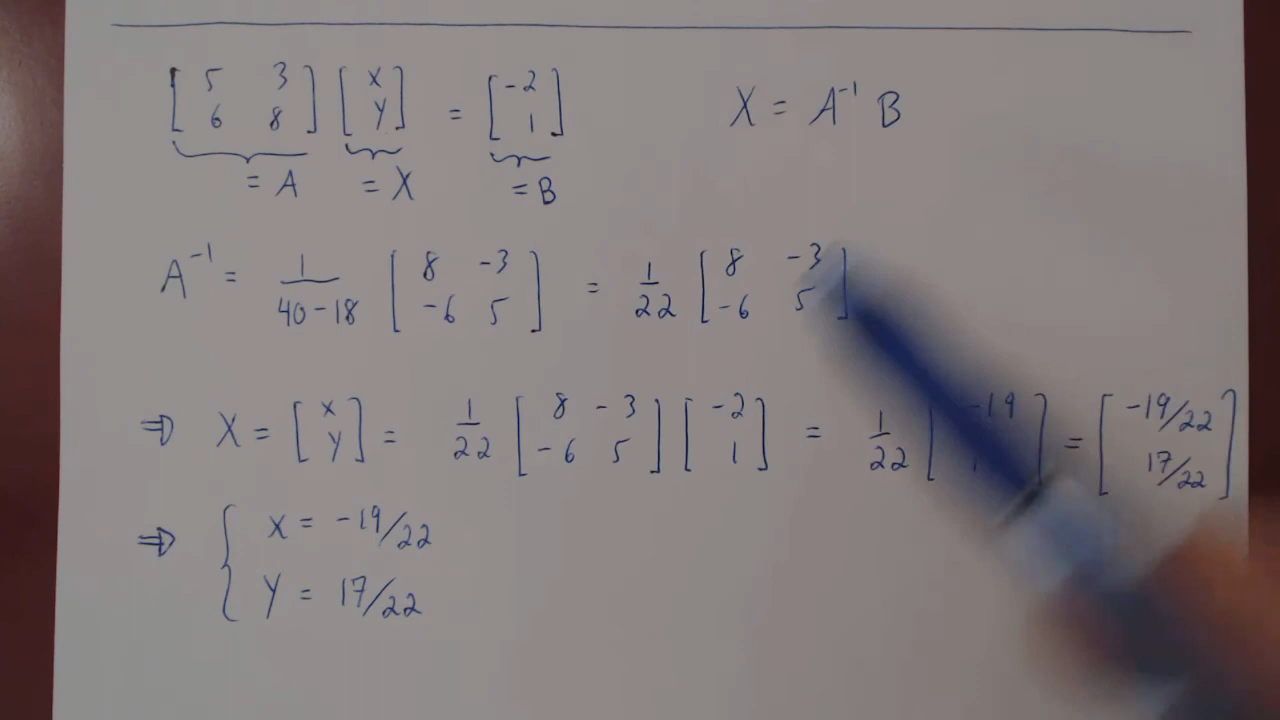 [ 5 3 ] [ x ] = [ -2 ] X = A⁻¹ B
[ 6 8 ] [ y ] [ 1 ]
= A = X = B
A⁻¹ = 1/(40-18) [ 8 -3 ] = 1/22 [ 8 -3 ]
[ -6 5 ] [ -6 5 ]
⇒ X = [ x ] = 1/22 [ 8 -3 ] [ -2 ] = 1/22 [ -19 ] = [ -19/22 ]
[ y ] [ -6 5 ] [ 1 ] [ ] [ 17/22 ]
⇒ { x = -19/22
y = 17/22